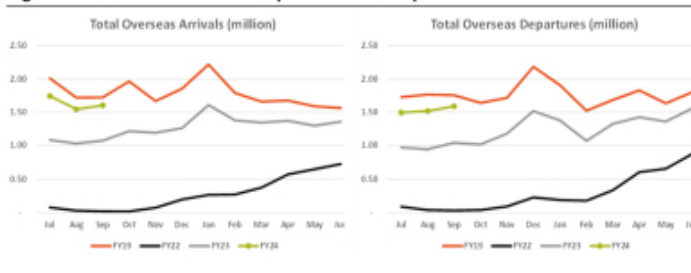 Total Overseas Arrivals (million)
2.50
2.00
1.50
1.00
0.50
-
Jul Aug Sep Oct Nov Dec Jan Feb Mar Apr May Jun
FY19 FY22 FY23 FY24
Total Overseas Departures (million)
2.50
2.00
1.50
1.00
0.50
-
Jul Aug Sep Oct Nov Dec Jan Feb Mar Apr May
FY19 FY22 FY23 FY24